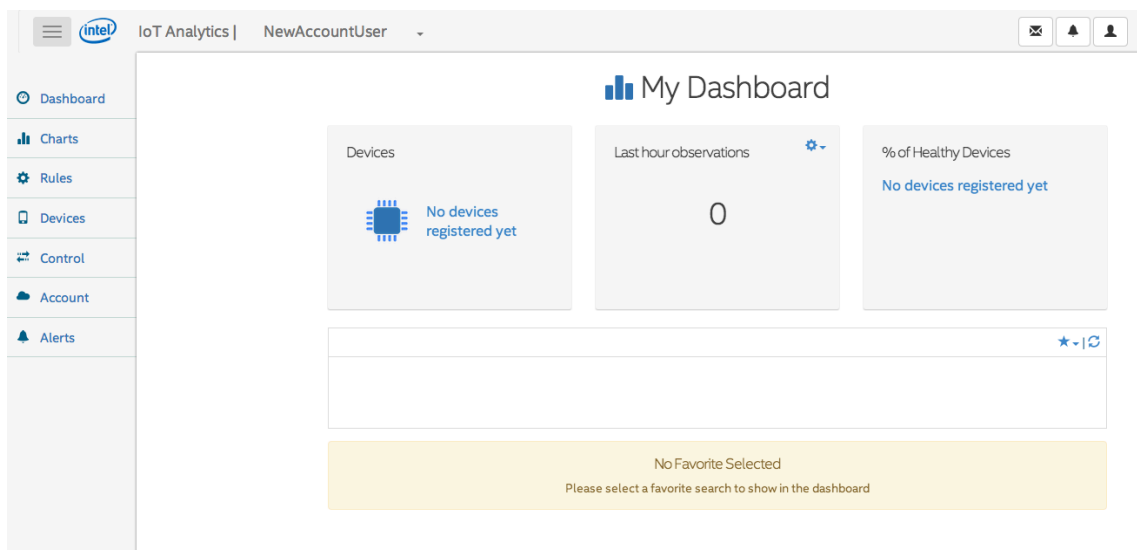 intel IoT Analytics | NewAccountUser
Dashboard
Charts
Rules
Devices
Control
Account
Alerts
My Dashboard
Devices
No devices
registered yet
Last hour observations
0
% of Healthy Devices
No devices registered yet
|
No Favorite Selected
Please select a favorite search to show in the dashboard